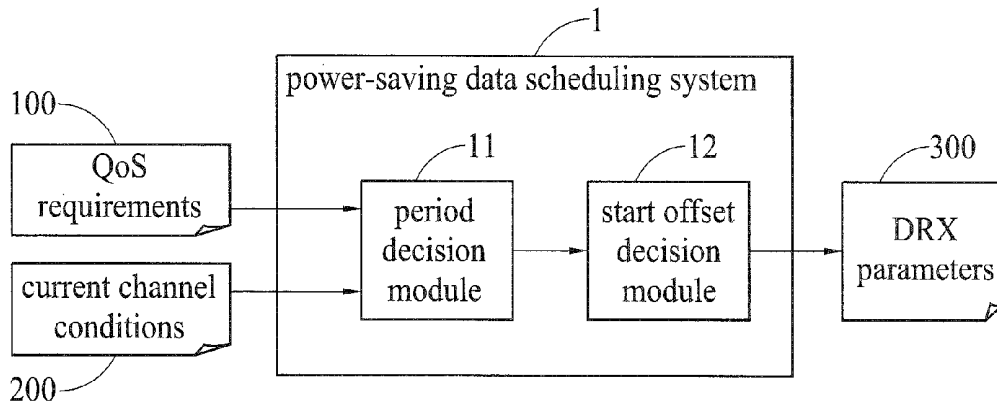 1
power-saving data scheduling system
100
QoS
requirements
11
period
decision
module
12
start offset
decision
module
300
DRX
parameters
current channel
conditions
200